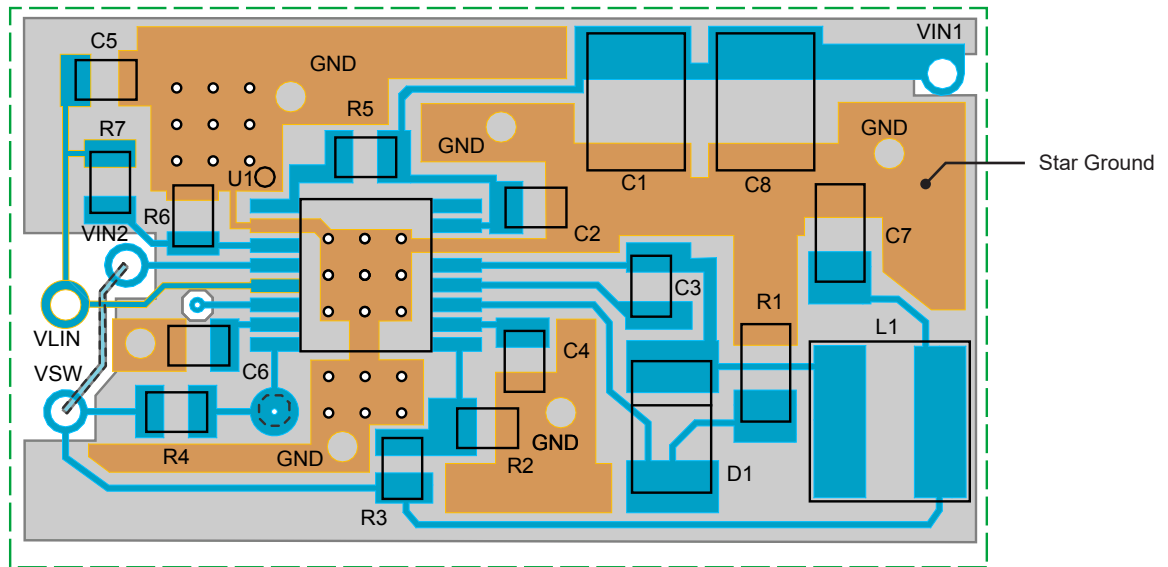 VIN1
C5
GND
R5
R7
GND
GND
Star Ground
U1
C1
C8
R6
C2
C7
VIN2
C3
R1
L1
VLIN
C4
VSW
C6
R4
GND
R2
GND
D1
R3